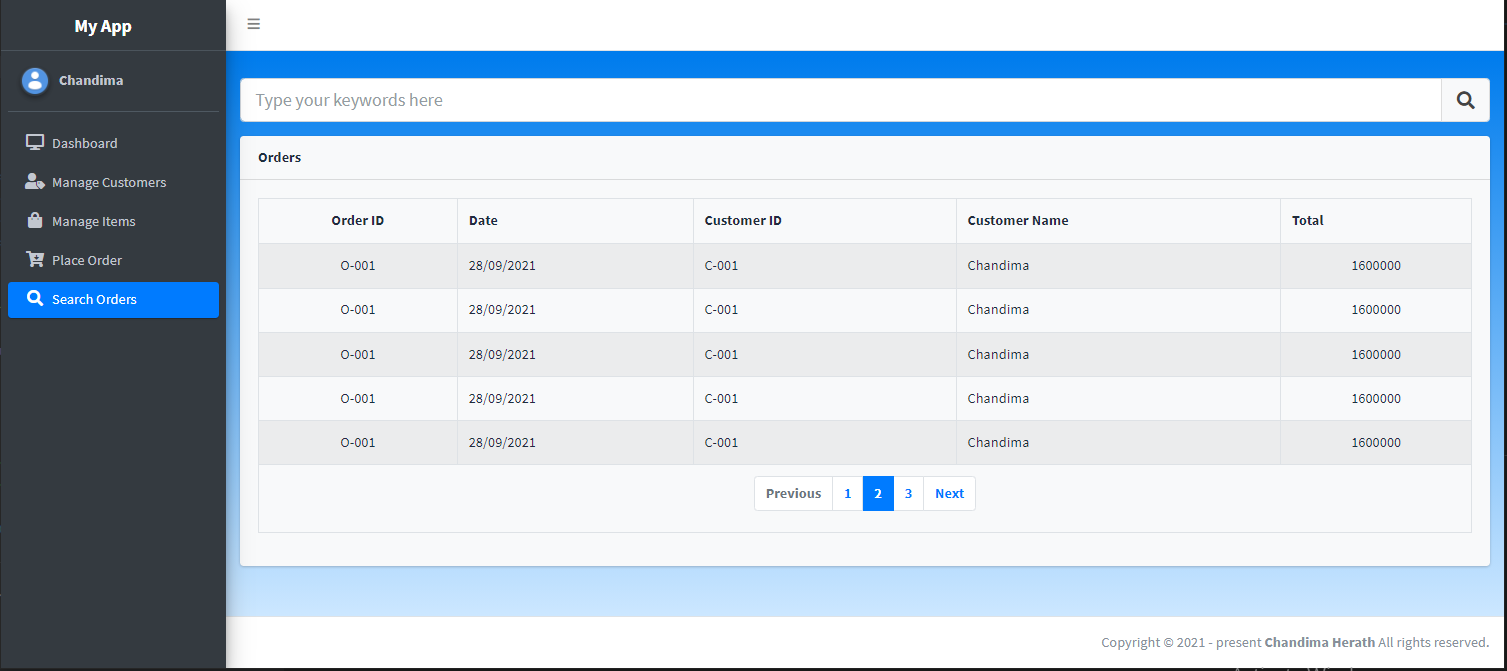 My App
Chandima
Dashboard
Manage Customers
Manage Items
Place Order
Search Orders
Type your keywords here
Orders
Order ID Date Customer ID Customer Name Total
O-001 28/09/2021 C-001 Chandima 1600000
O-001 28/09/2021 C-001 Chandima 1600000
O-001 28/09/2021 C-001 Chandima 1600000
O-001 28/09/2021 C-001 Chandima 1600000
O-001 28/09/2021 C-001 Chandima 1600000
Previous 1 2 3 Next
Copyright © 2021 - present Chandima Herath All rights reserved.